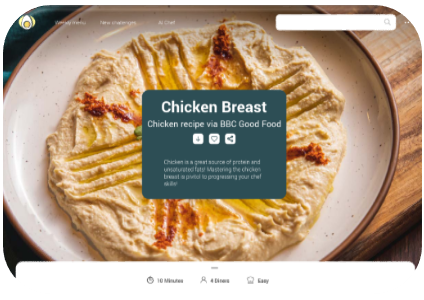 Weekly menu New challenges AI Chef
Chicken Breast
Chicken recipe via BBC Good Food
Chicken is a great source of protein and
unsaturated fats! Mastering the chicken
breast is pivotal to progressing your chef
skills!
10 Minutes 4 Diners Easy